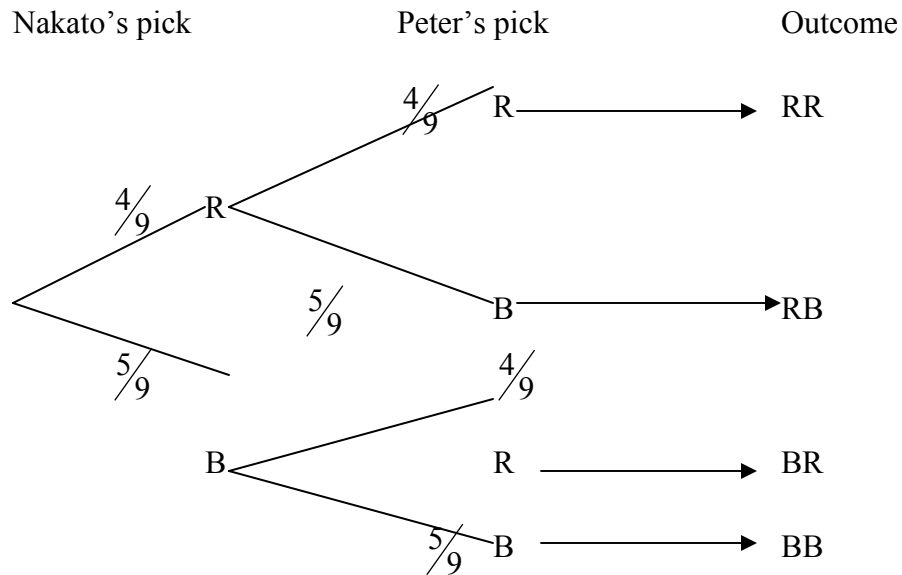 Nakato’s pick Peter’s pick Outcome
4/9 R RR
4/9 R
5/9 B RB
5/9 4/9
B R BR
5/9 B BB